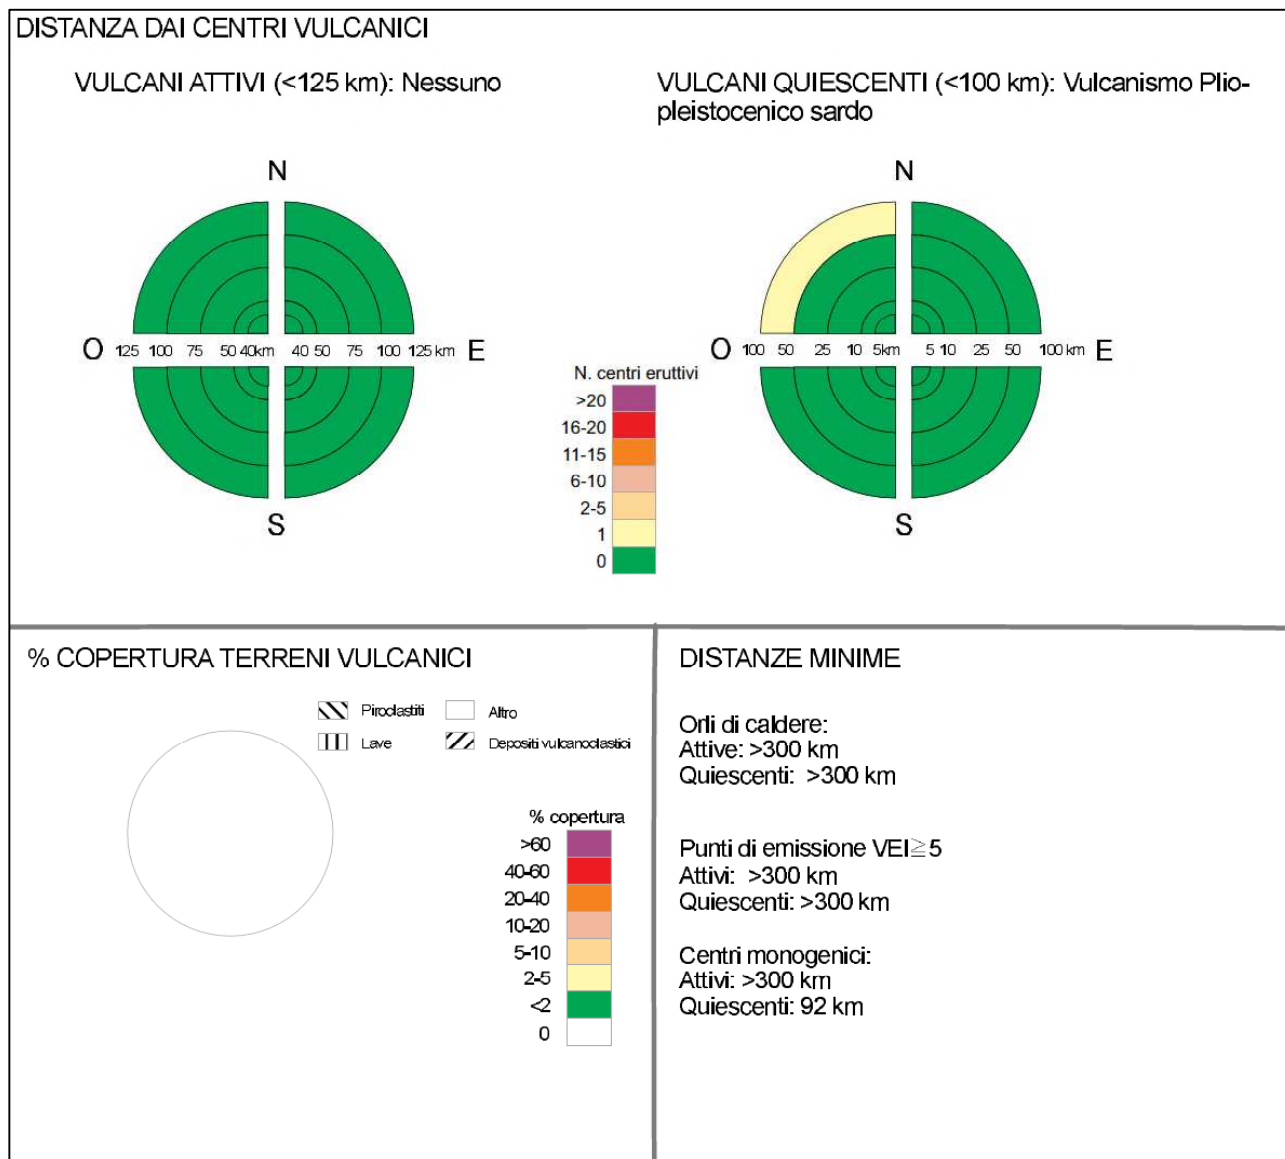 DISTANZA DAI CENTRI VULCANICI
VULCANI ATTIVI (<125 km): Nessuno
VULCANI QUIESCENTI (<100 km): Vulcanismo Plio-
pleistocenico sardo
N
O 125 100 75 50 40km 40 50 75 100 125 km E
S
N
O 100 50 25 10 5km 5 10 25 50 100 km E
S
N. centri eruttivi
>20
16-20
11-15
6-10
2-5
1
0
% COPERTURA TERRENI VULCANICI
Piroclastiti
Altro
Lave
Depositi vulcanoclastici
% copertura
>60
40-60
20-40
10-20
5-10
2-5
<2
0
DISTANZE MINIME
Orli di caldere:
Attive: >300 km
Quiescenti: >300 km
Punti di emissione VEI≧5
Attivi: >300 km
Quiescenti: >300 km
Centri monogenici:
Attivi: >300 km
Quiescenti: 92 km